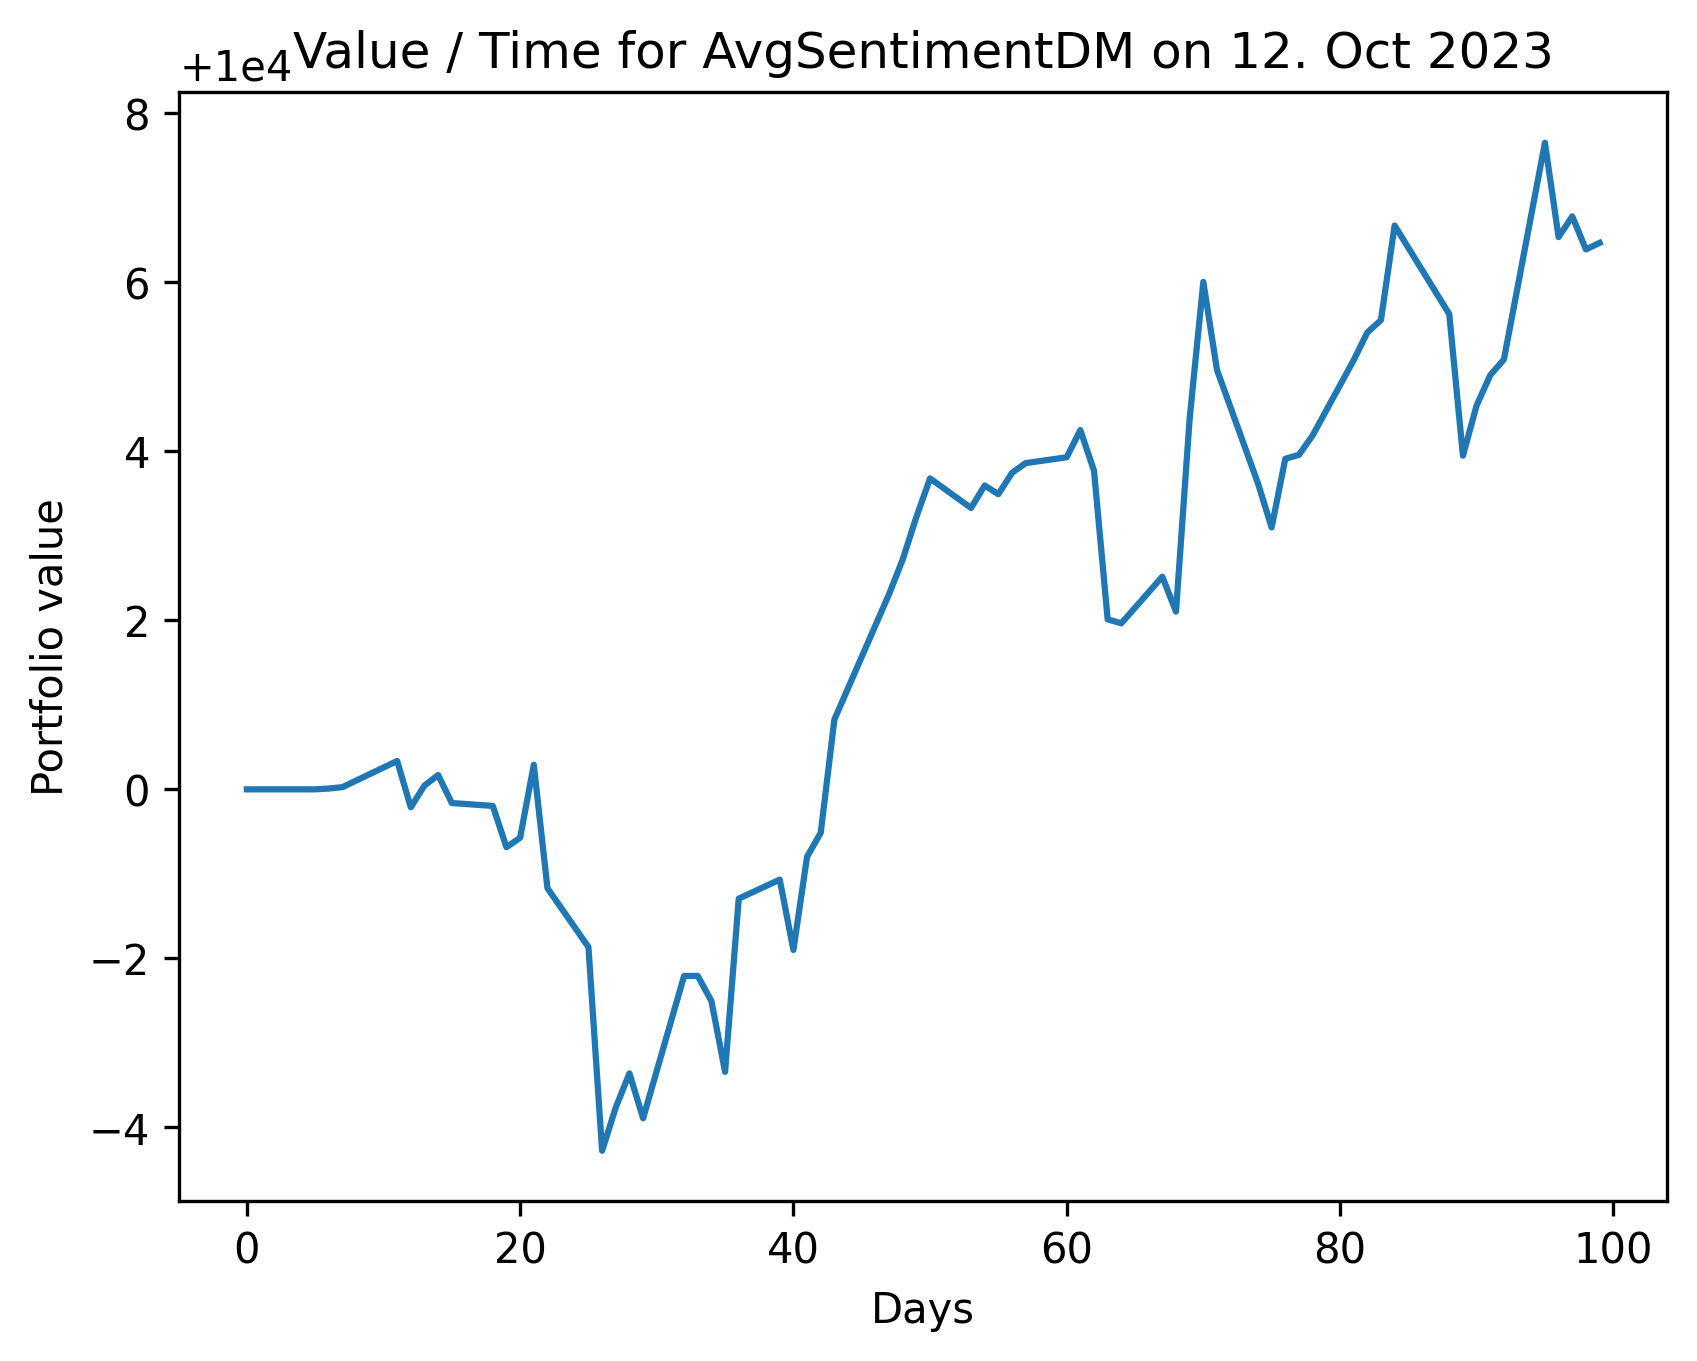 Value / Time for AvgSentimentDM on 12. Oct 2023
+1e4
8
6
4
2
0
−2
−4
Portfolio value
0 20 40 60 80 100
Days